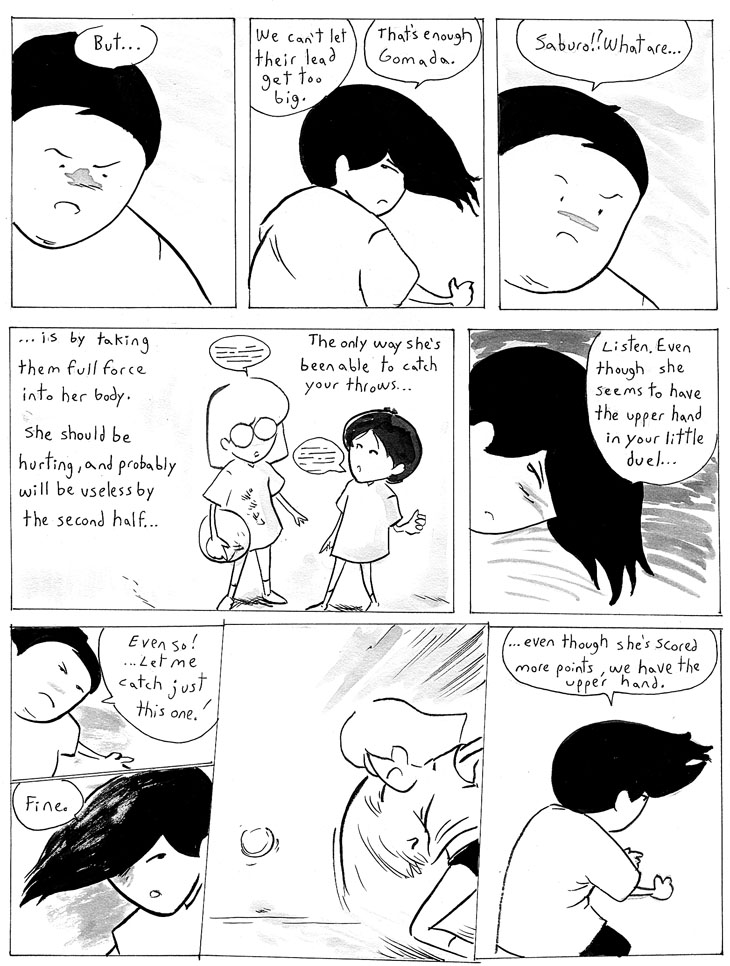 Saburo!? What are...
That's enough
Gomada.
We can't let
their lead
get too
big.
But...
Listen. Even
though she
seems to have
the upper hand
in your little
duel...
The only way she's
been able to catch
your throws...
...is by taking
them full force
into her body.
She should be
hurting, and probably
will be useless by
the second half...
...even though she's scored
more points, we have the
upper hand.
Even so!
...Let me
catch just
this one!
Fine.